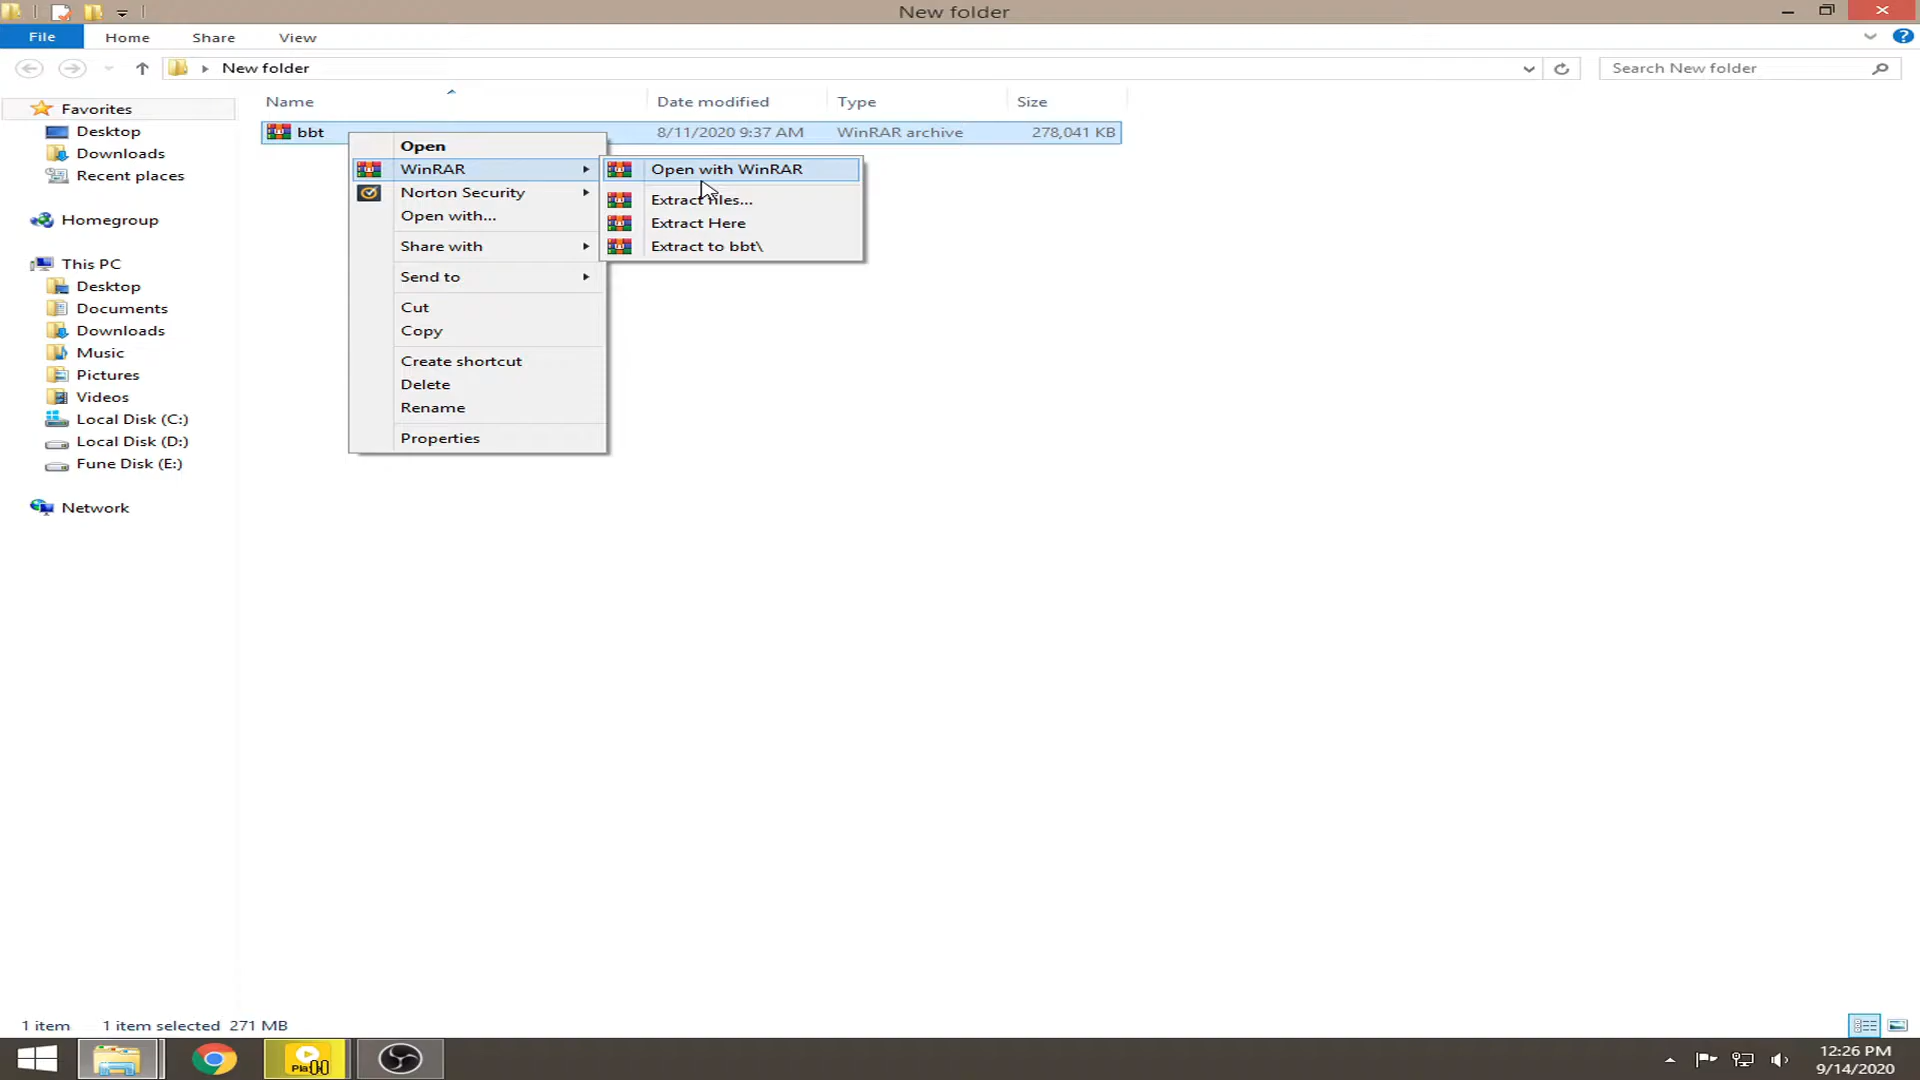 New folder
File Home Share View
New folder
Search New folder
Name Date modified Type Size
bbt 8/11/2020 9:37 AM WinRAR archive 278,041 KB
Favorites
Desktop
Downloads
Recent places
Homegroup
This PC
Desktop
Documents
Downloads
Music
Pictures
Videos
Local Disk (C:)
Local Disk (D:)
Fune Disk (E:)
Network
Open
WinRAR
Norton Security
Open with...
Share with
Send to
Cut
Copy
Create shortcut
Delete
Rename
Properties
Open with WinRAR
Extract files...
Extract Here
Extract to bbt\
1 item 1 item selected 271 MB
12:26 PM
9/14/2020